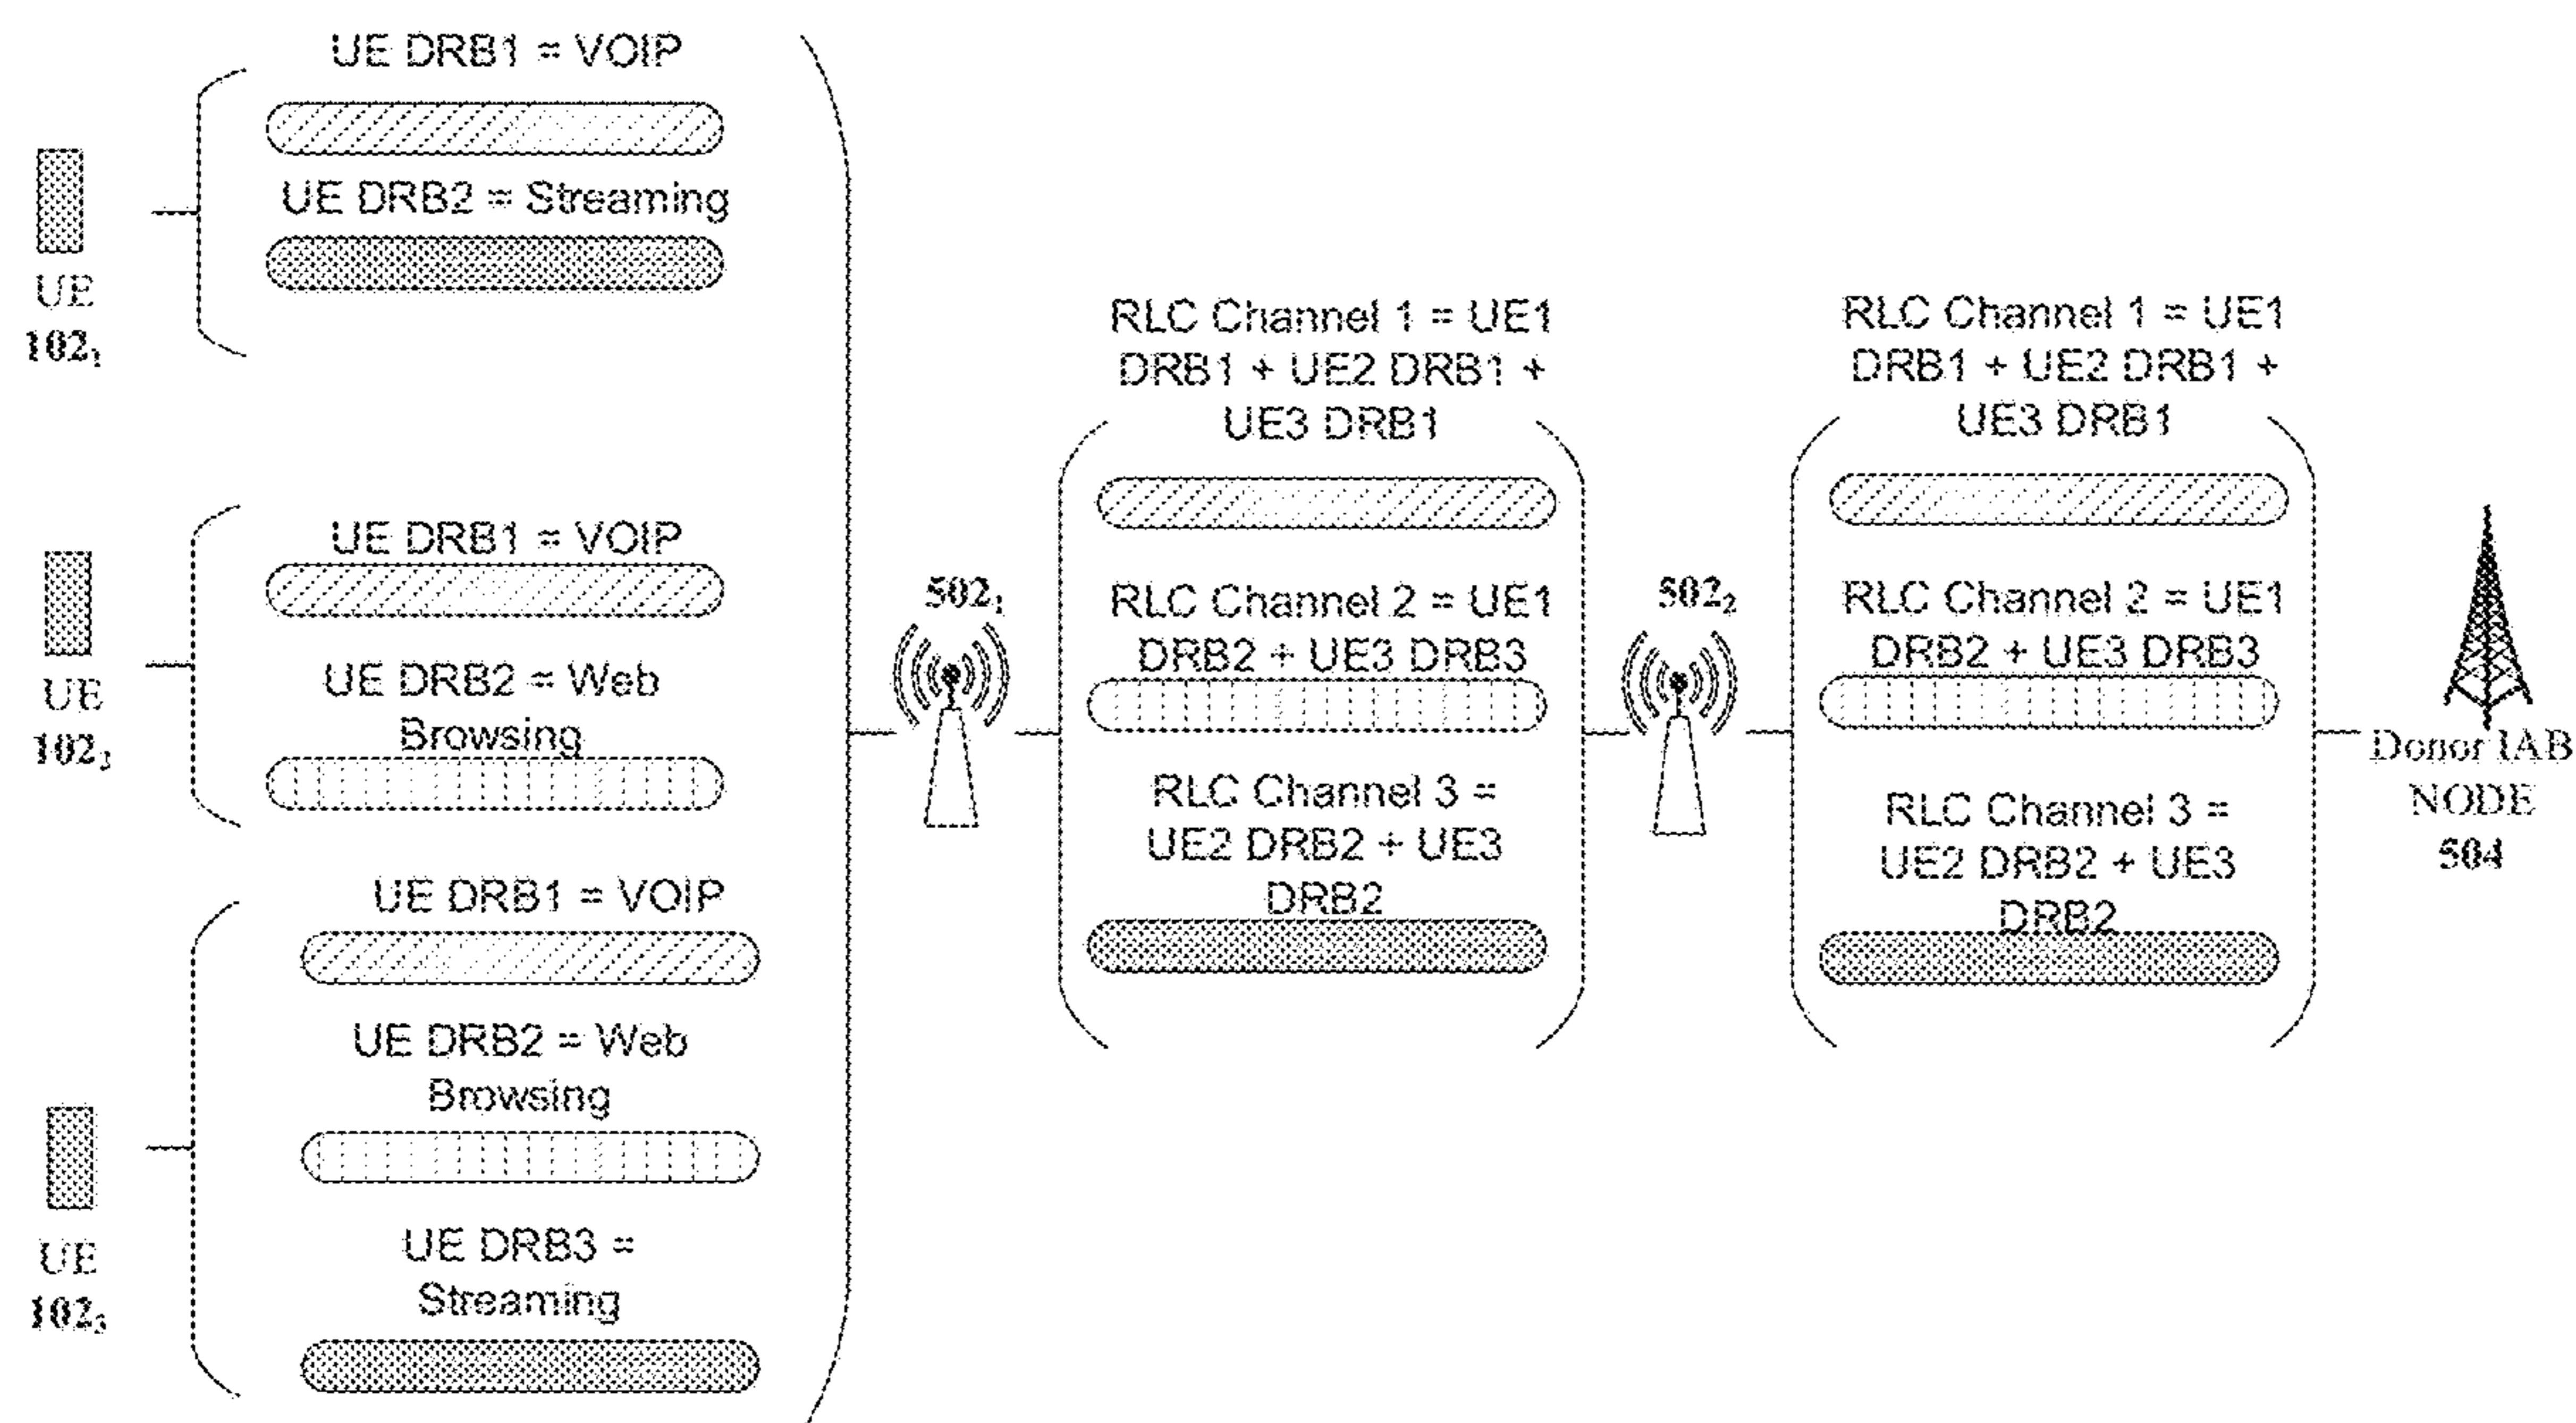 UE DRB1 = VOIP
UE DRB2 = Streaming
UE
102₁
UE DRB1 = VOIP
UE DRB2 = Web
Browsing
UE
UE DRB1 = VOIP
UE DRB2 = Web
Browsing
UE DRB3 =
Streaming
UE
102₃
502₁
RLC Channel 1 = UE1
DRB1 + UE2 DRB1 +
UE3 DRB1
RLC Channel 2 = UE1
DRB2 + UE3 DRB3
RLC Channel 3 =
UE2 DRB2 + UE3
DRB2
502₂
RLC Channel 1 = UE1
DRB1 + UE2 DRB1 +
UE3 DRB1
RLC Channel 2 = UE1
DRB2 + UE3 DRB3
RLC Channel 3 =
UE2 DRB2 + UE3
DRB2
Donor IAB
NODE
504